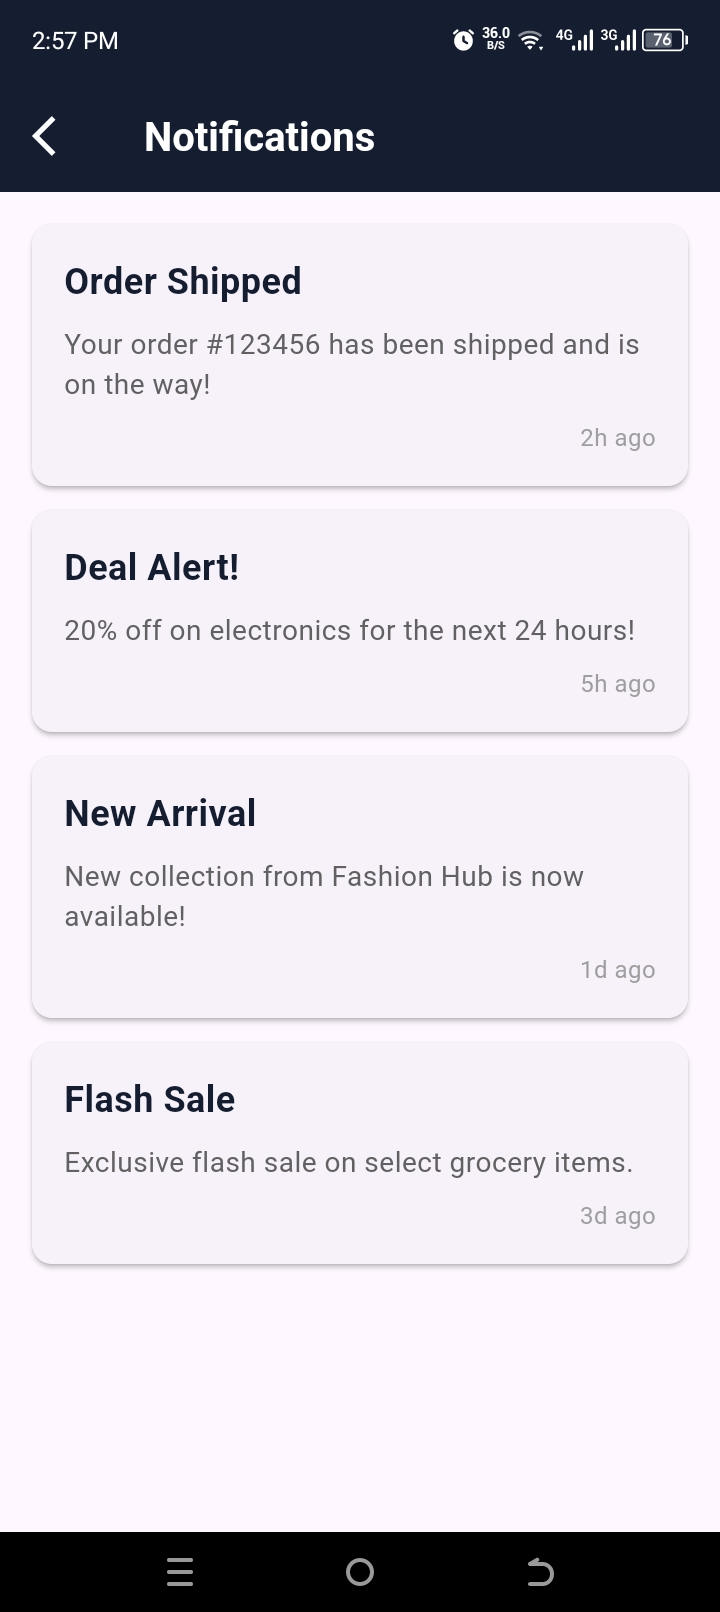 2:57 PM
36.0
B/S
4G
3G
76
Notifications
Order Shipped
Your order #123456 has been shipped and is
on the way!
2h ago
Deal Alert!
20% off on electronics for the next 24 hours!
5h ago
New Arrival
New collection from Fashion Hub is now
available!
1d ago
Flash Sale
Exclusive flash sale on select grocery items.
3d ago